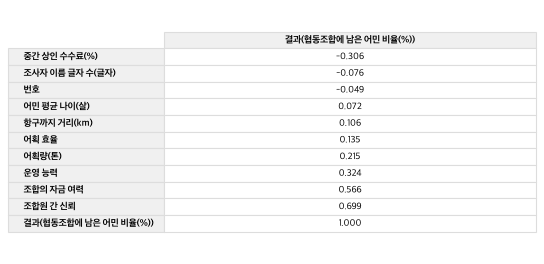 결과(협동조합에 남은 어민 비율(%))
중간 상인 수수료(%) -0.306
조사자 이름 글자 수(글자) -0.076
번호 -0.049
어민 평균 나이(살) 0.072
항구까지 거리(km) 0.106
어획 효율 0.135
어획량(톤) 0.215
운영 능력 0.324
조합의 자금 여력 0.566
조합원 간 신뢰 0.699
결과(협동조합에 남은 어민 비율(%)) 1.000